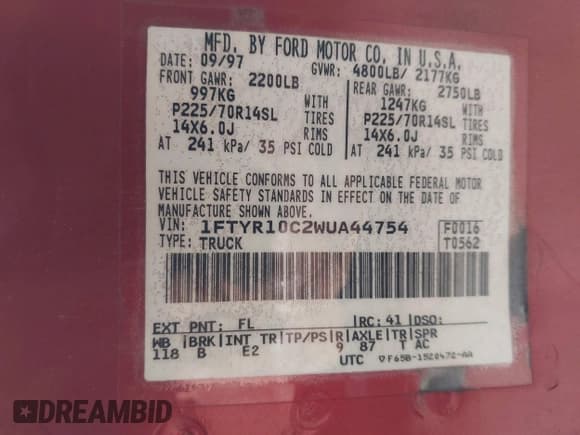 MFD. BY FORD MOTOR CO. IN U.S.A.
DATE: 09/97 GVWR: 4800LB/ 2177KG
FRONT GAWR: 2200LB REAR GAWR: 2750LB
997KG WITH 1247KG WITH
P225/70R14SL TIRES P225/70R14SL TIRES
14X6.0J RIMS 14X6.0J RIMS
AT 241 kPa/ 35 PSI COLD AT 241 kPa/ 35 PSI COLD
THIS VEHICLE CONFORMS TO ALL APPLICABLE FEDERAL MOTOR
VEHICLE SAFETY STANDARDS IN EFFECT ON THE DATE OF
MANUFACTURE SHOWN ABOVE.
VIN: 1FTYR10C2WUA44754 F0016
TYPE: TRUCK T0562
EXT PNT: FL RC: 41 DSO:
WB BRK INT TR TP/PS R AXLE TR SPR
118 B E2 9 87 T AC
UTC F65B-1520472-AA
DREAMBID